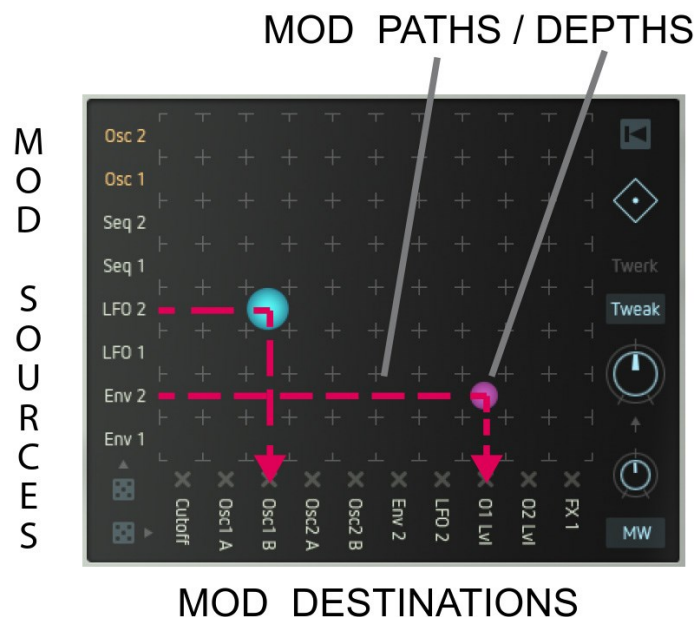 MOD PATHS / DEPTHS
MOD SOURCES
Osc 2
Osc 1
Seq 2
Seq 1
LFO 2
LFO 1
Env 2
Env 1
Twerk
Tweak
MW
Cutoff
Osc1 A
Osc1 B
Osc2 A
Osc2 B
Env 2
LFO 2
O1 Lvl
O2 Lvl
FX 1
MOD DESTINATIONS